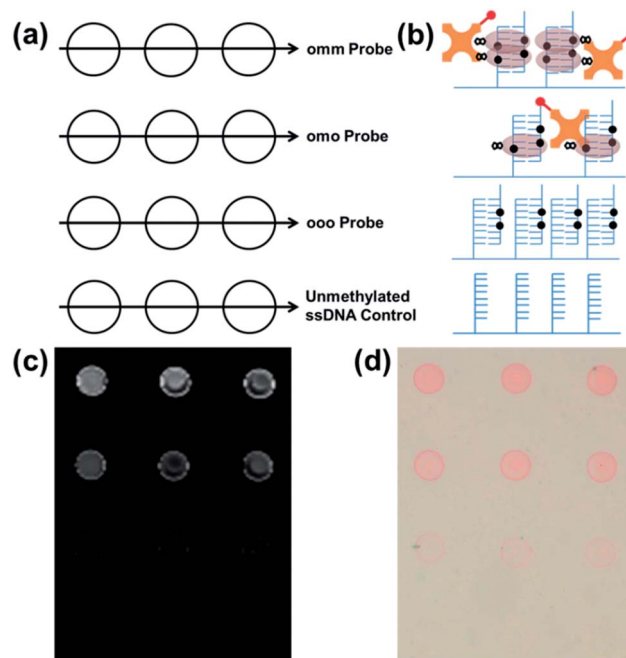 (a)
omm Probe
omo Probe
ooo Probe
Unmethylated
ssDNA Control
(b)
(c)
(d)